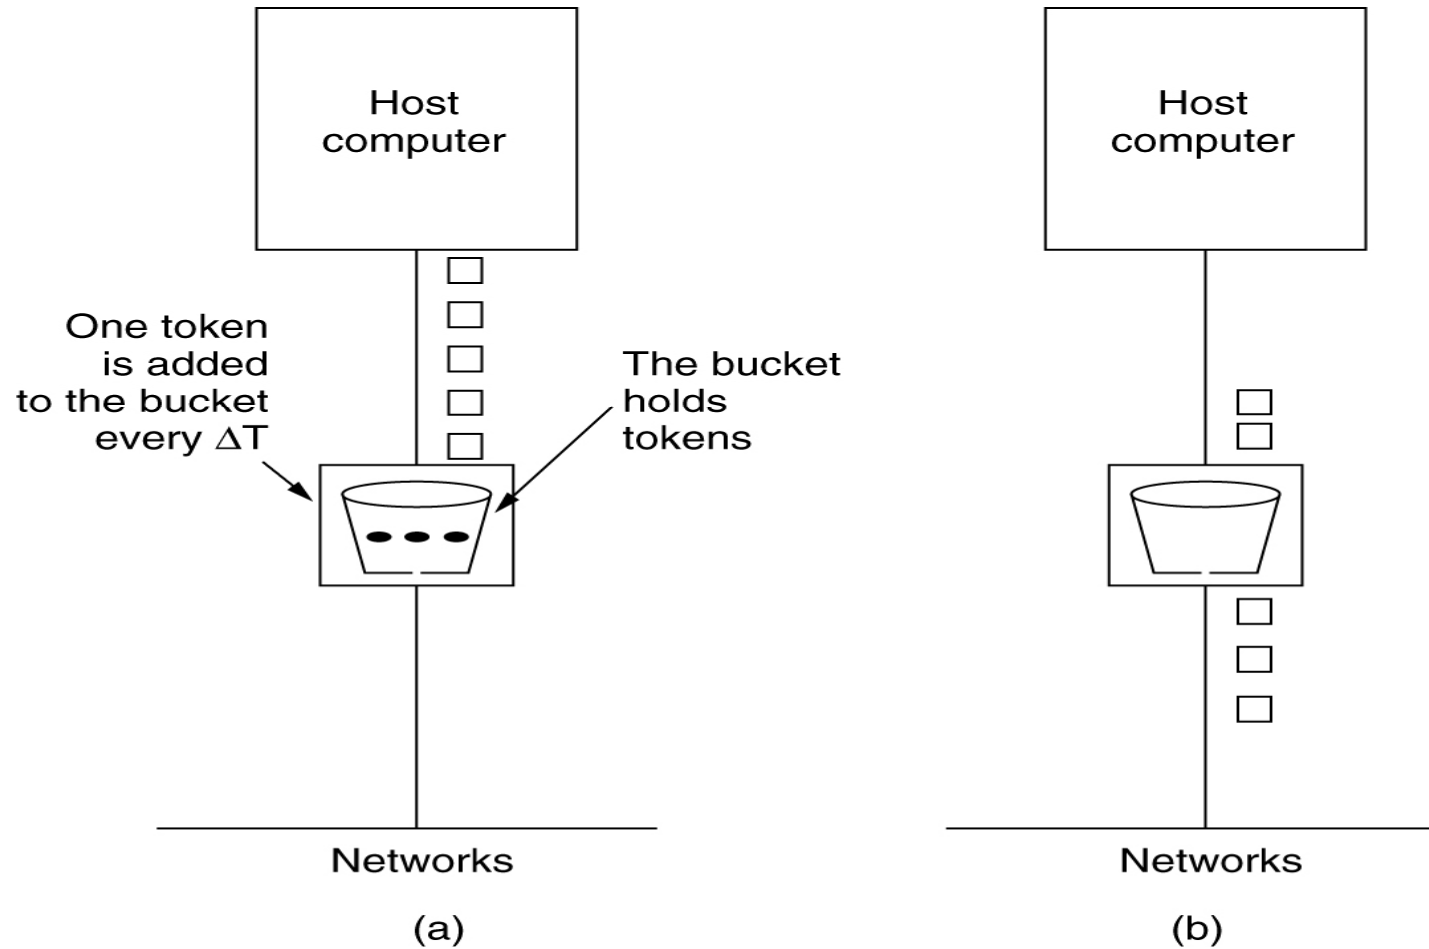 Host
computer
One token
is added
to the bucket
every ΔT
The bucket
holds
tokens
Networks
(a)
Host
computer
Networks
(b)